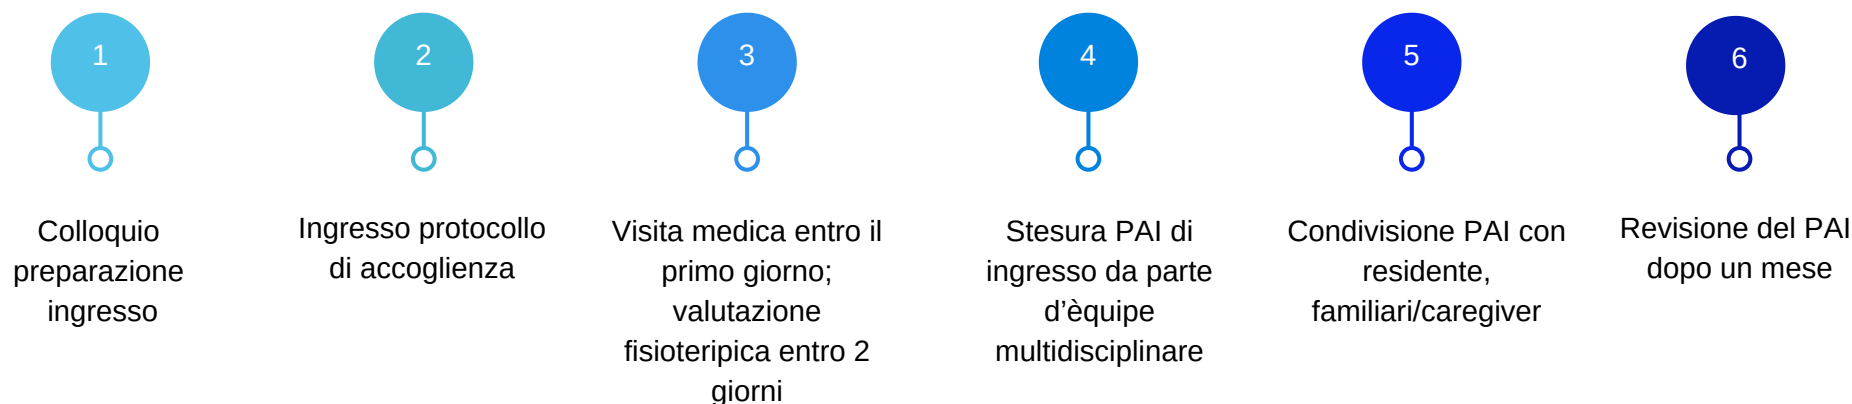 1
Colloquio
preparazione
ingresso
2
Ingresso protocollo
di accoglienza
3
Visita medica entro il
primo giorno;
valutazione
fisioteripica entro 2
giorni
4
Stesura PAI di
ingresso da parte
d’èquipe
multidisciplinare
5
Condivisione PAI con
residente,
familiari/caregiver
6
Revisione del PAI
dopo un mese